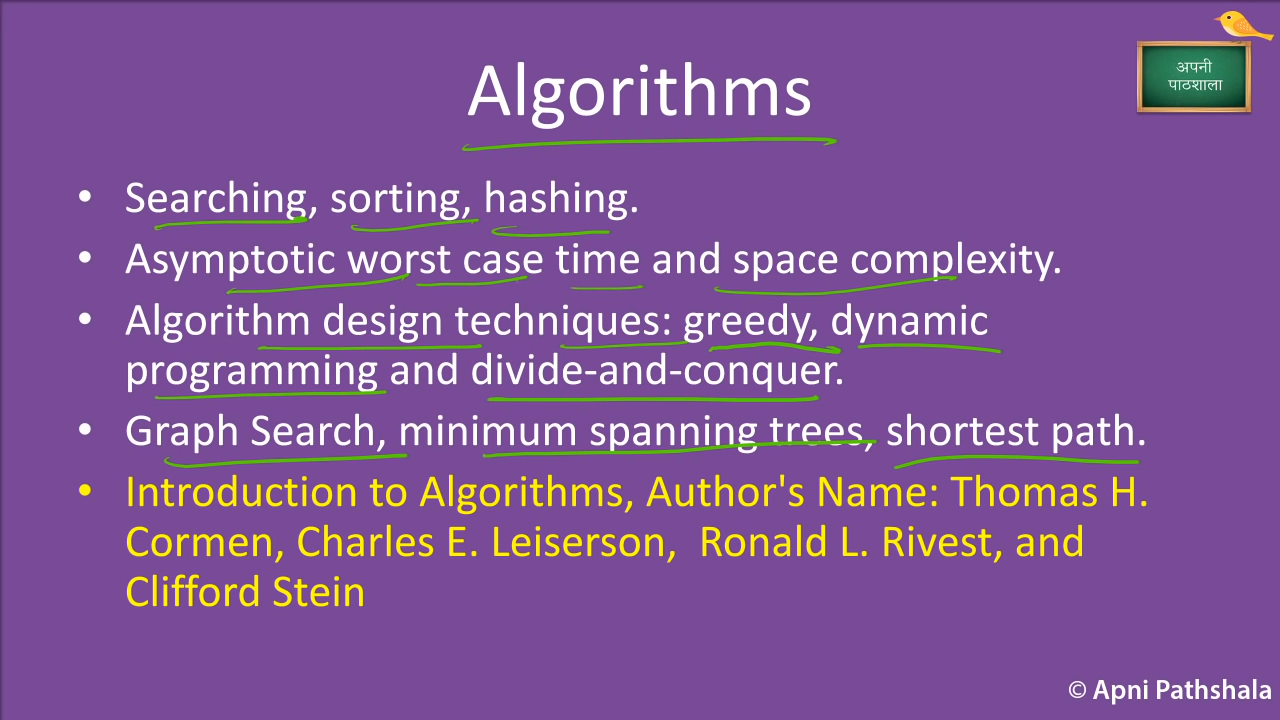 Algorithms
अपनी
पाठशाला
• Searching, sorting, hashing.
• Asymptotic worst case time and space complexity.
• Algorithm design techniques: greedy, dynamic
programming and divide-and-conquer.
• Graph Search, minimum spanning trees, shortest path.
• Introduction to Algorithms, Author's Name: Thomas H.
Cormen, Charles E. Leiserson, Ronald L. Rivest, and
Clifford Stein
© Apni Pathshala